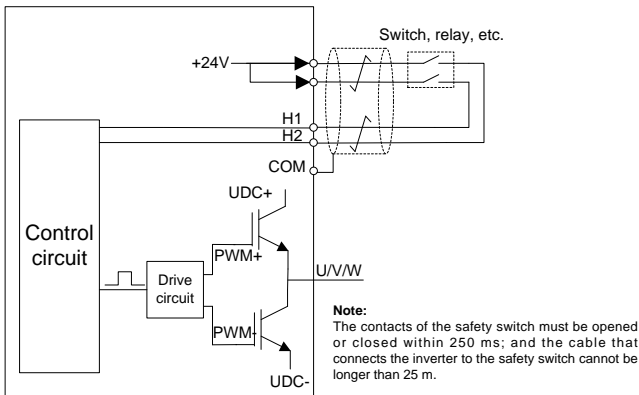 Switch, relay, etc.
+24V
H1
H2
COM
UDC+
Control
circuit
PWM+
U/V/W
Drive
circuit
PWM-
UDC-
Note:
The contacts of the safety switch must be opened
or closed within 250 ms; and the cable that
connects the inverter to the safety switch cannot be
longer than 25 m.